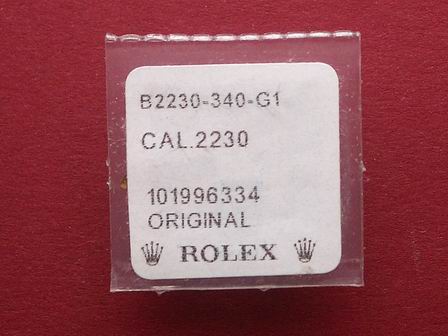 B2230-340-G1
CAL.2230
101996334
ORIGINAL
ROLEX